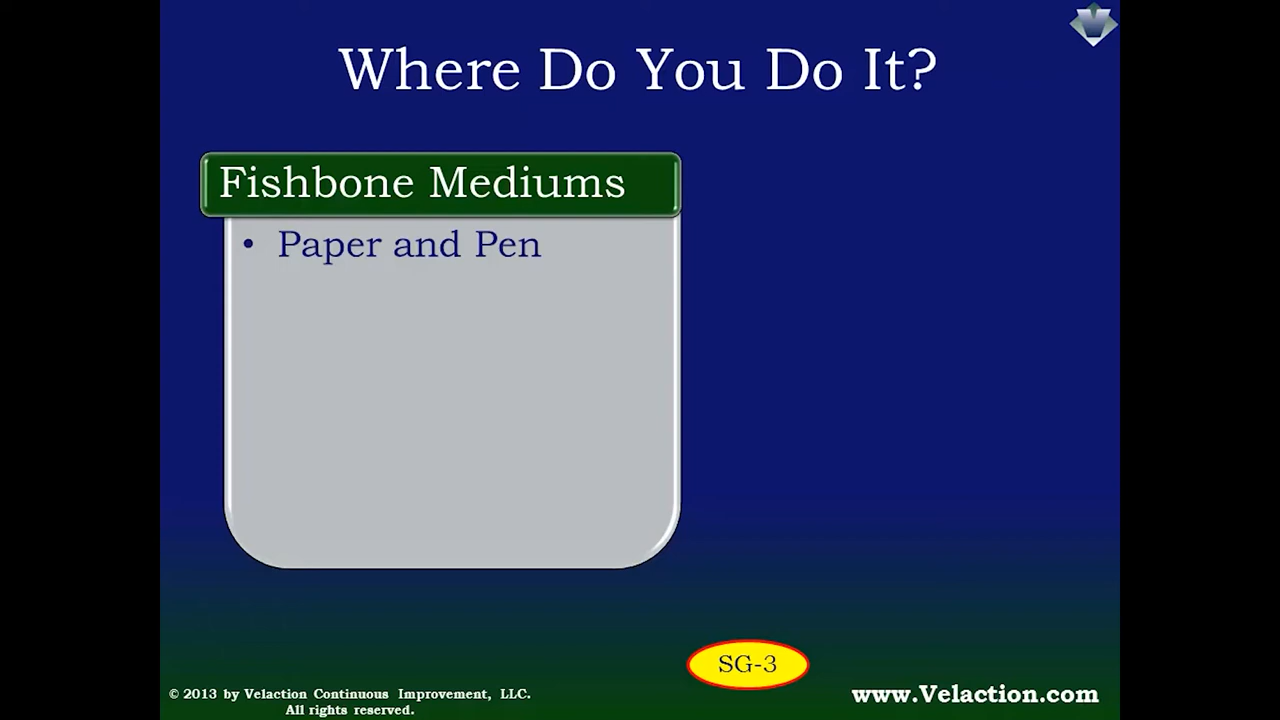 Where Do You Do It?
Fishbone Mediums
• Paper and Pen
SG-3
© 2013 by Velaction Continuous Improvement, LLC.
All rights reserved.
www.Velaction.com